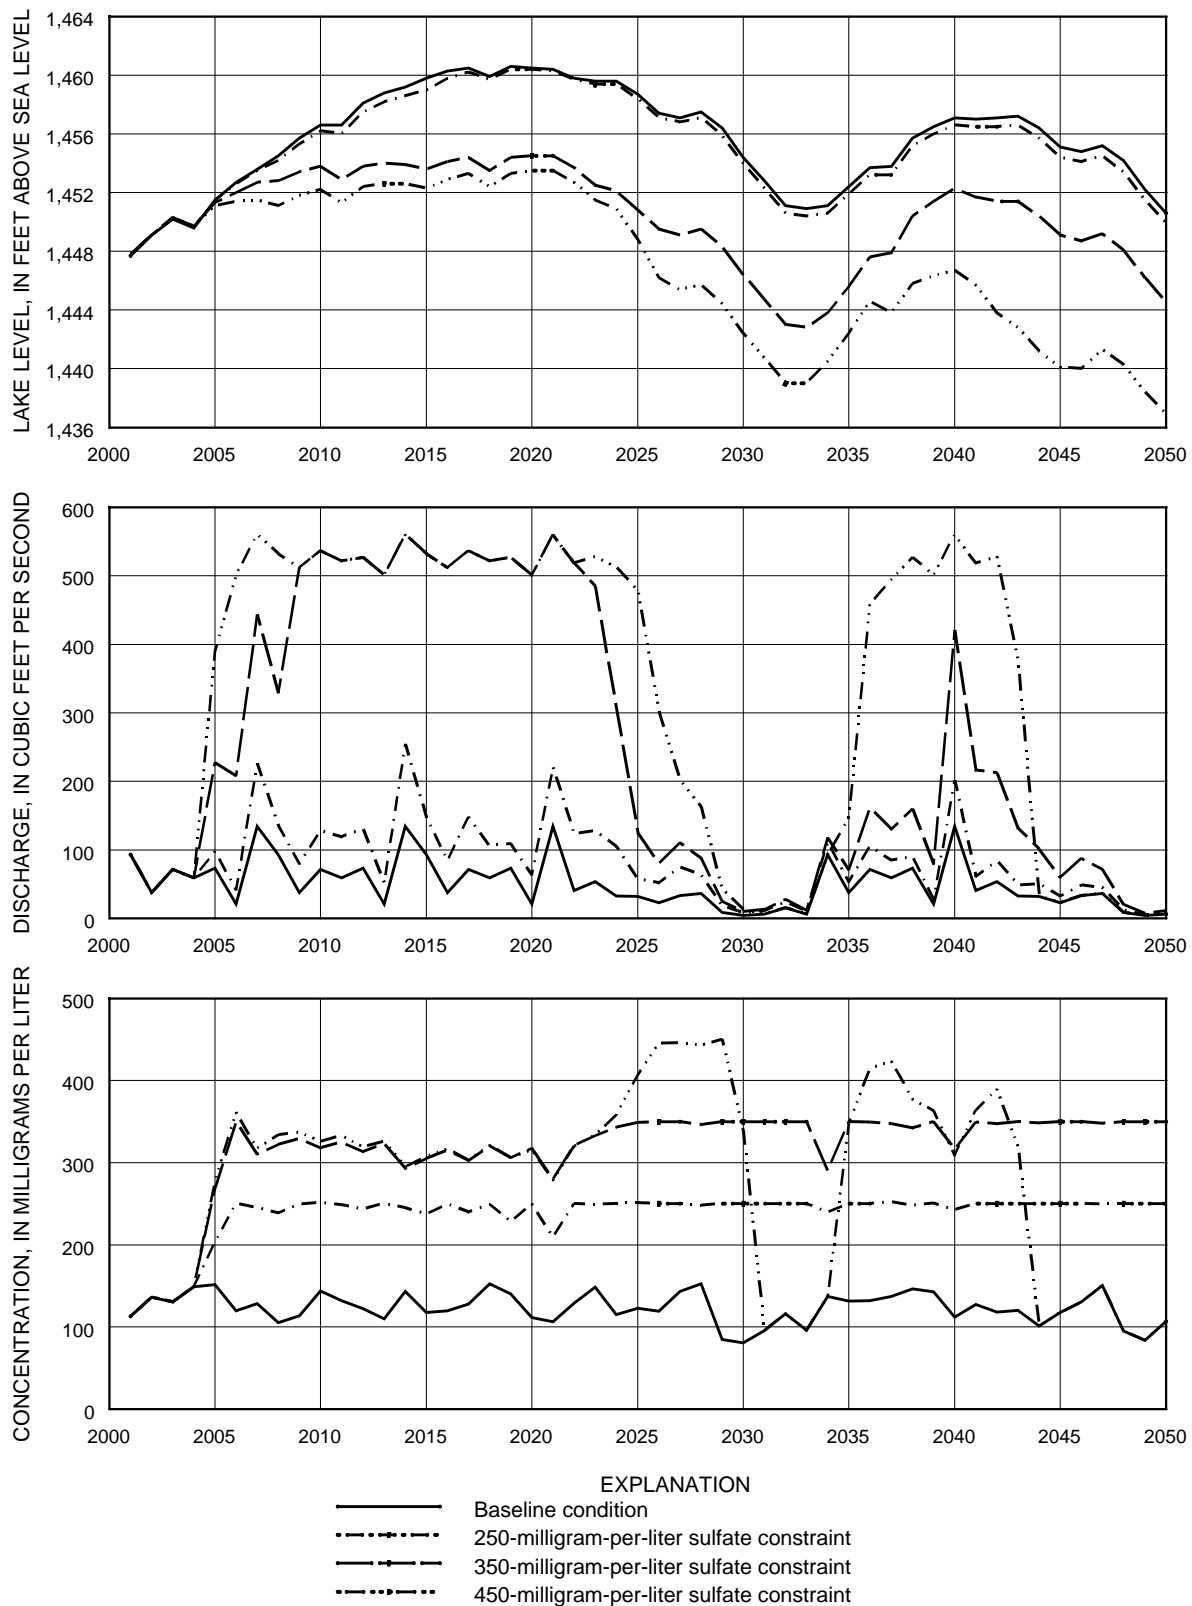 LAKE LEVEL, IN FEET ABOVE SEA LEVEL
1,464
1,460
1,456
1,452
1,448
1,444
1,440
1,436
2000 2005 2010 2015 2020 2025 2030 2035 2040 2045 2050
DISCHARGE, IN CUBIC FEET PER SECOND
600
500
400
300
200
100
0
2000 2005 2010 2015 2020 2025 2030 2035 2040 2045 2050
CONCENTRATION, IN MILLIGRAMS PER LITER
500
400
300
200
100
0
2000 2005 2010 2015 2020 2025 2030 2035 2040 2045 2050
EXPLANATION
Baseline condition
250-milligram-per-liter sulfate constraint
350-milligram-per-liter sulfate constraint
450-milligram-per-liter sulfate constraint